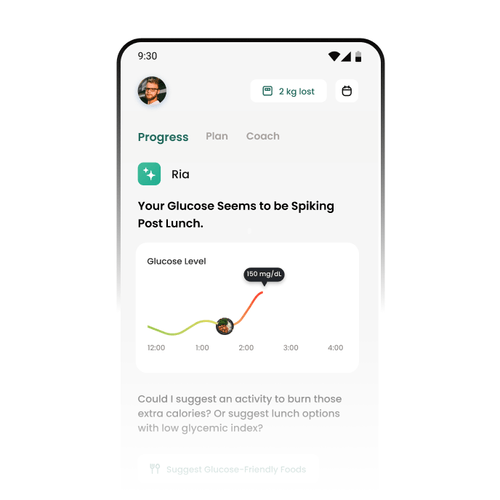 9:30
2 kg lost
Progress Plan Coach
Ria
Your Glucose Seems to be Spiking
Post Lunch.
Glucose Level
150 mg/dL
12:00 1:00 2:00 3:00 4:00
Could I suggest an activity to burn those
extra calories? Or suggest lunch options
with low glycemic index?
Suggest Glucose-Friendly Foods